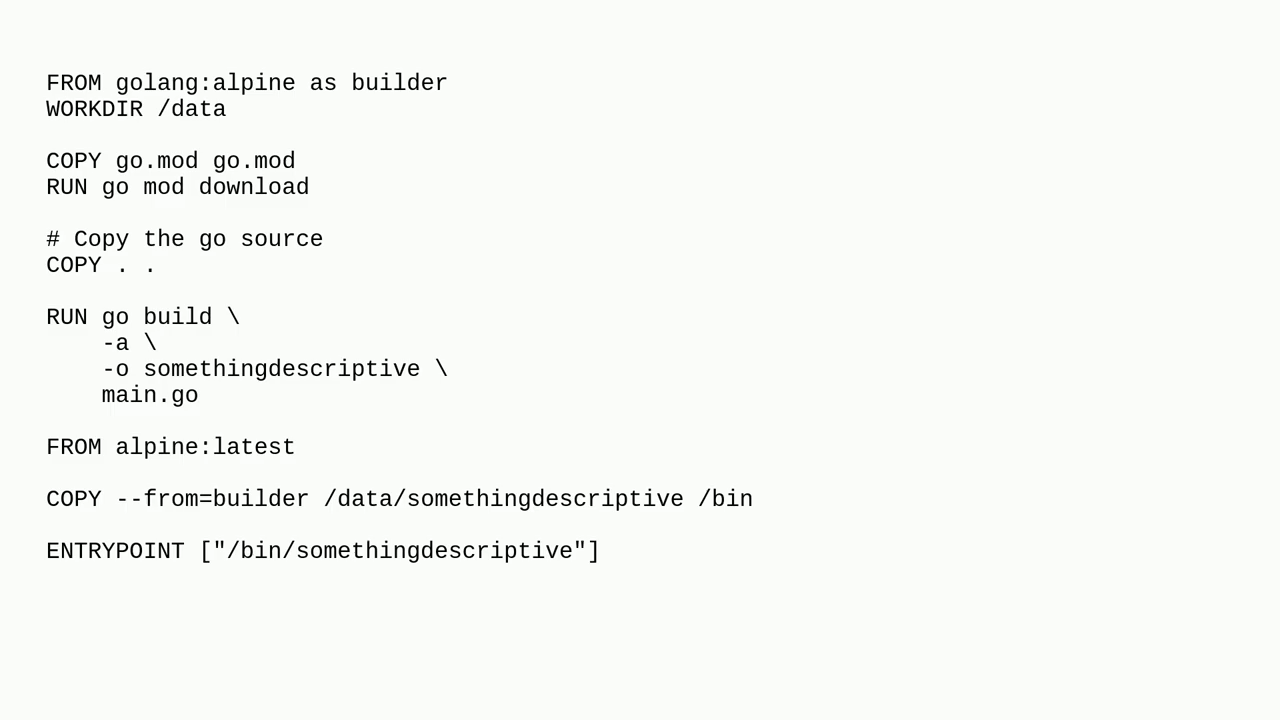 FROM golang:alpine as builder
WORKDIR /data
COPY go.mod go.mod
RUN go mod download
# Copy the go source
COPY . .
RUN go build \
    -a \
    -o somethingdescriptive \
    main.go
FROM alpine:latest
COPY --from=builder /data/somethingdescriptive /bin
ENTRYPOINT ["/bin/somethingdescriptive"]